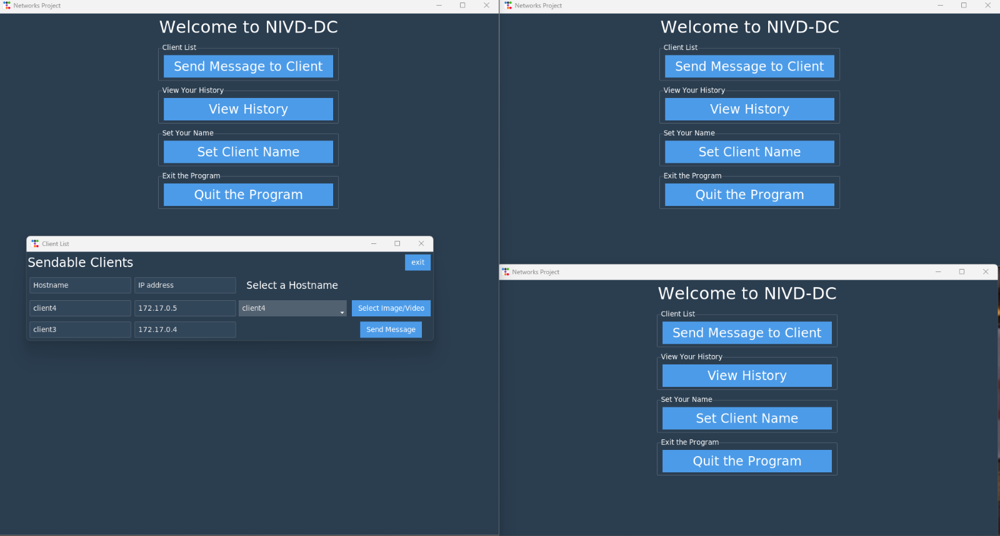 Networks Project
Welcome to NIVD-DC
Client List
Send Message to Client
View Your History
View History
Set Your Name
Set Client Name
Exit the Program
Quit the Program
Client List
Sendable Clients
exit
Hostname IP address Select a Hostname
client4 172.17.0.5 client4 Select Image/Video
client3 172.17.0.4 Send Message
Networks Project
Welcome to NIVD-DC
Client List
Send Message to Client
View Your History
View History
Set Your Name
Set Client Name
Exit the Program
Quit the Program
Networks Project
Welcome to NIVD-DC
Client List
Send Message to Client
View Your History
View History
Set Your Name
Set Client Name
Exit the Program
Quit the Program